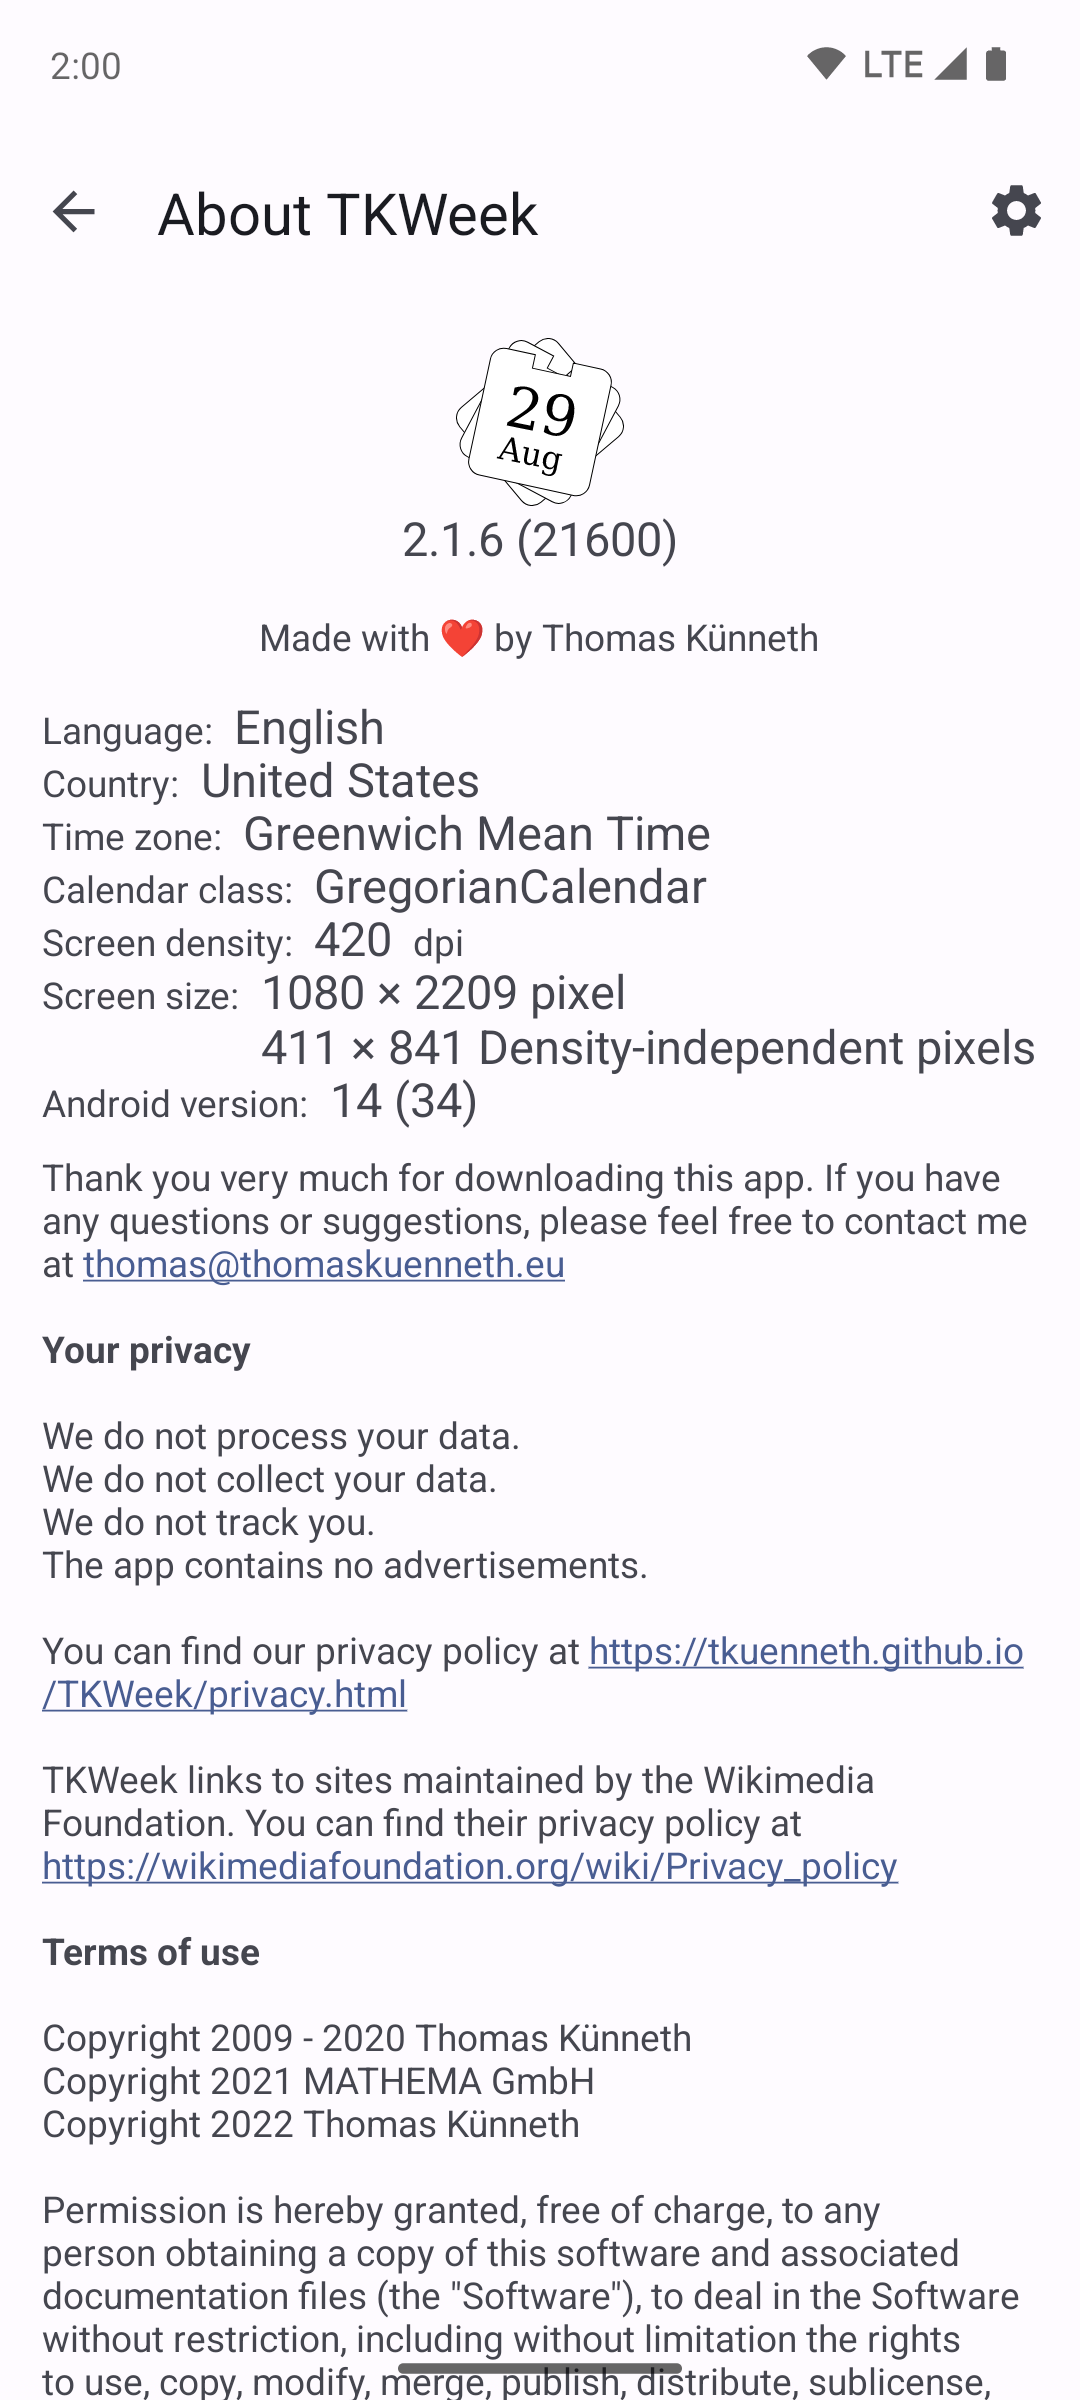 2:00 LTE
About TKWeek
29
Aug
2.1.6 (21600)
Made with ❤️ by Thomas Künneth
Language: English
Country: United States
Time zone: Greenwich Mean Time
Calendar class: GregorianCalendar
Screen density: 420 dpi
Screen size: 1080 × 2209 pixel
411 × 841 Density-independent pixels
Android version: 14 (34)
Thank you very much for downloading this app. If you have
any questions or suggestions, please feel free to contact me
at thomas@thomaskuenneth.eu
Your privacy
We do not process your data.
We do not collect your data.
We do not track you.
The app contains no advertisements.
You can find our privacy policy at https://tkuenneth.github.io
/TKWeek/privacy.html
TKWeek links to sites maintained by the Wikimedia
Foundation. You can find their privacy policy at
https://wikimediafoundation.org/wiki/Privacy_policy
Terms of use
Copyright 2009 - 2020 Thomas Künneth
Copyright 2021 MATHEMA GmbH
Copyright 2022 Thomas Künneth
Permission is hereby granted, free of charge, to any
person obtaining a copy of this software and associated
documentation files (the "Software"), to deal in the Software
without restriction, including without limitation the rights
to use, copy, modify, merge, publish, distribute, sublicense,